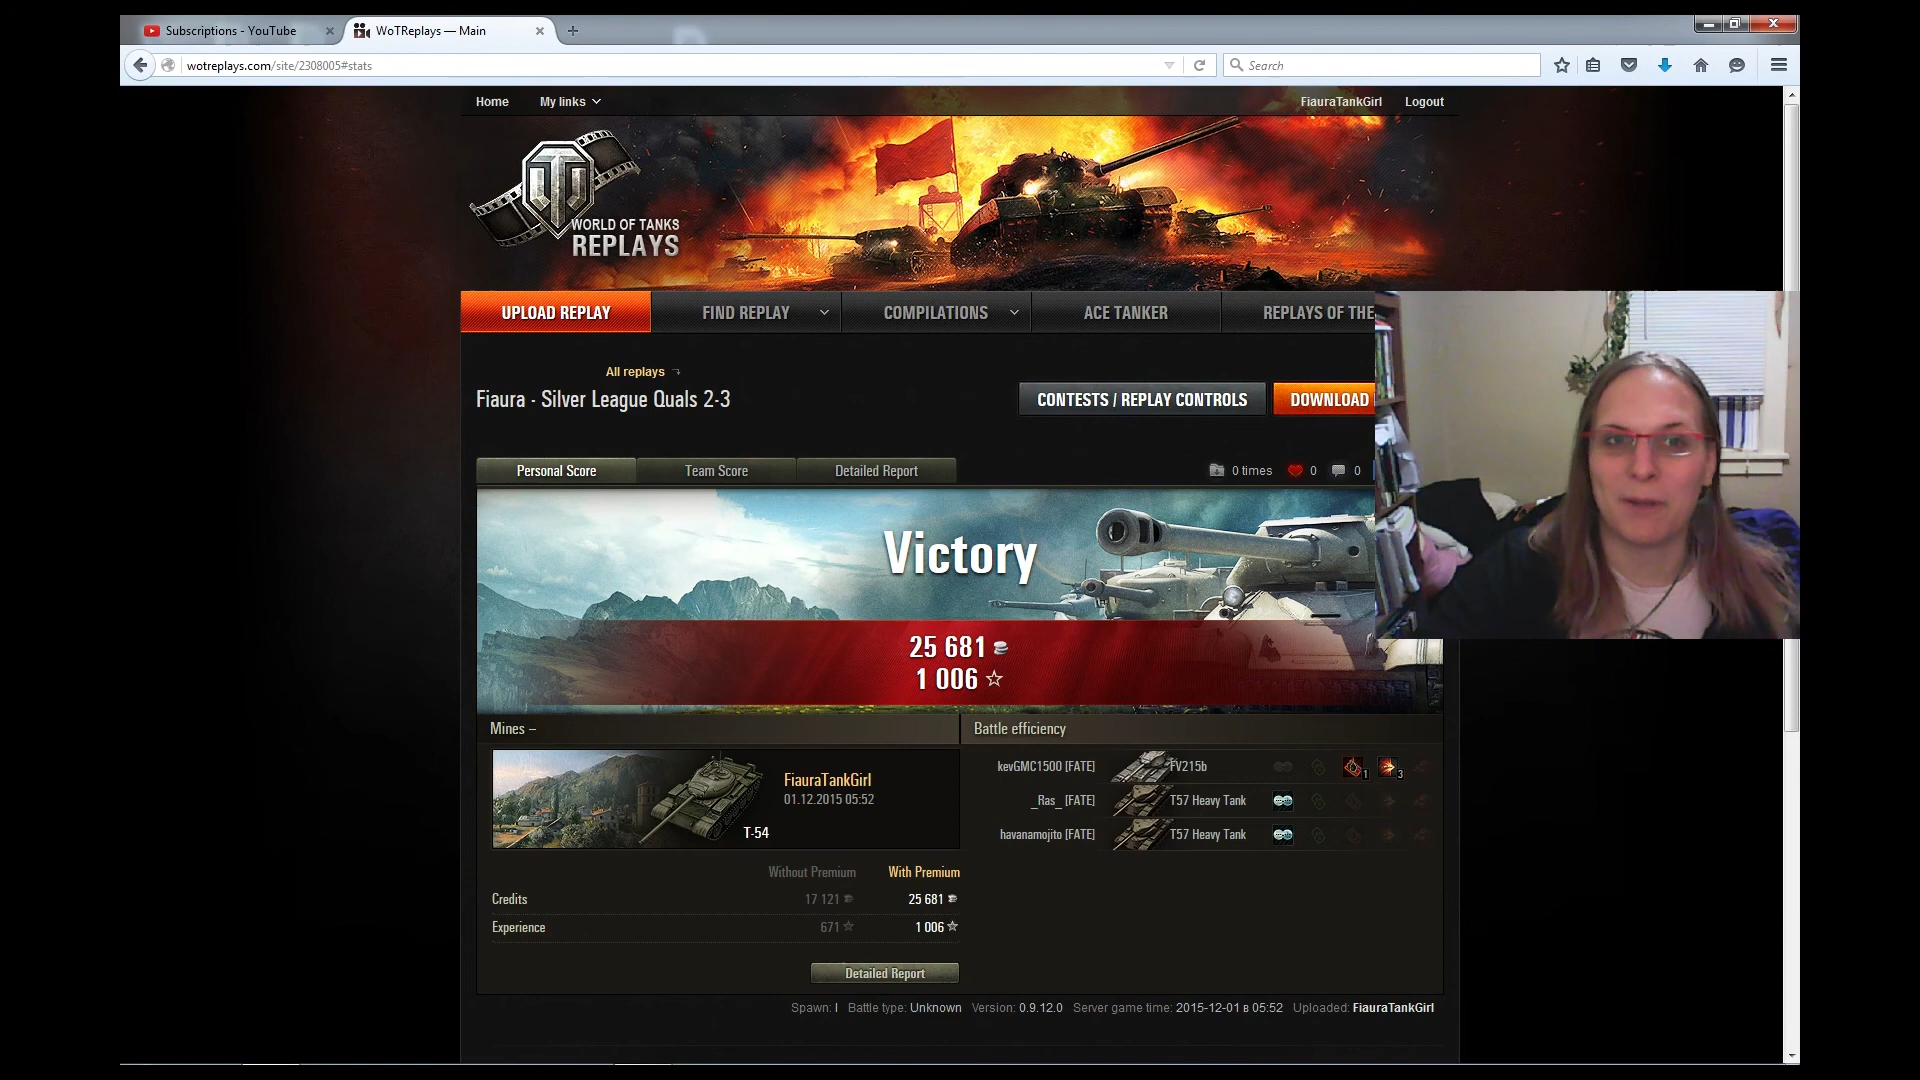 Subscriptions - YouTube
WoTReplays — Main
wotreplays.com/site/2308005#stats
Search
Home
My links
FiauraTankGirl
Logout
WORLD OF TANKS
REPLAYS
UPLOAD REPLAY
FIND REPLAY
COMPILATIONS
ACE TANKER
REPLAYS OF THE
All replays
Fiaura - Silver League Quals 2-3
CONTESTS / REPLAY CONTROLS
DOWNLOAD
Personal Score
Team Score
Detailed Report
0 times
0
0
Victory
25 681
1 006
Mines –
Battle efficiency
FiauraTankGirl
01.12.2015 05:52
T-54
kevGMC1500 [FATE]
FV215b
1
3
_Ras_ [FATE]
T57 Heavy Tank
havanamojito [FATE]
T57 Heavy Tank
Without Premium
With Premium
Credits
17 121
25 681
Experience
671
1 006
Detailed Report
Spawn: I Battle type: Unknown Version: 0.9.12.0 Server game time: 2015-12-01 в 05:52 Uploaded: FiauraTankGirl